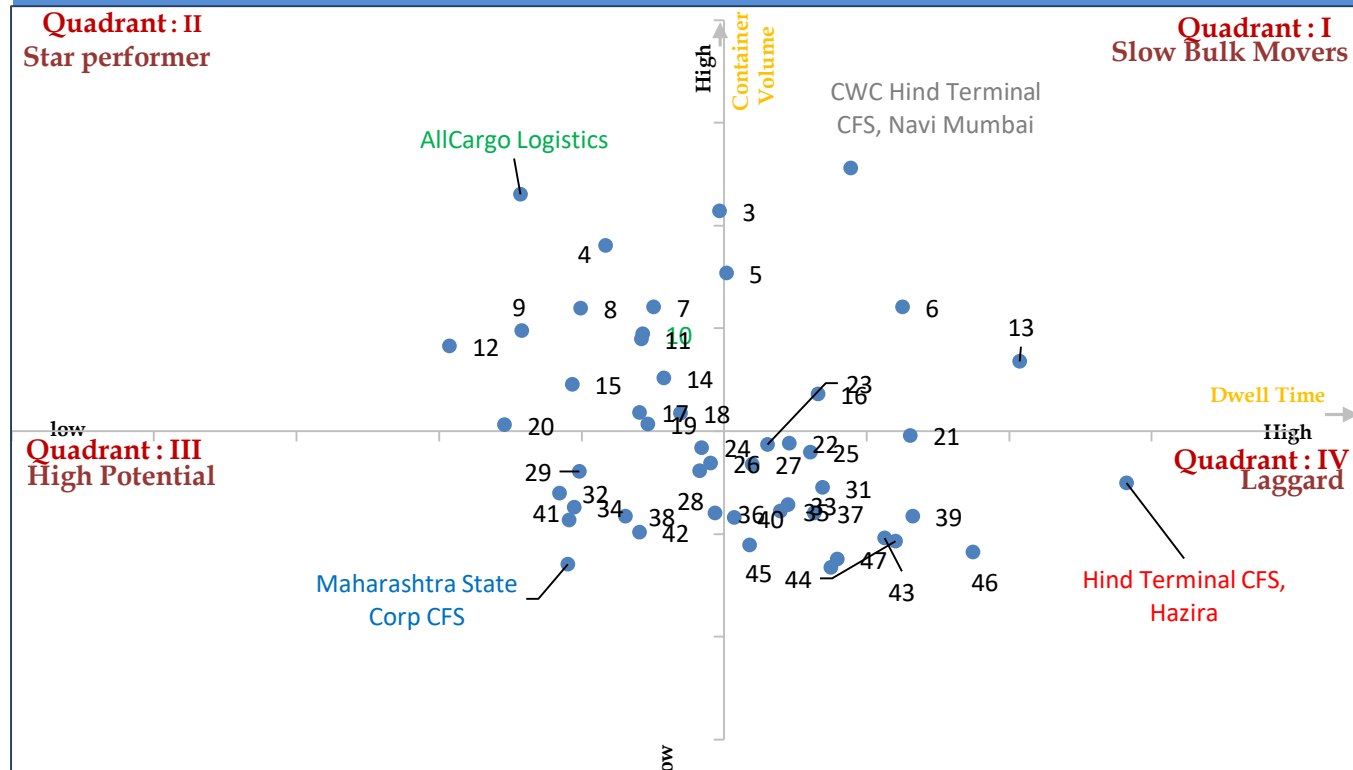 Quadrant : II
Star performer
High
Container
Volume
Quadrant : I
Slow Bulk Movers
CWC Hind Terminal
CFS, Navi Mumbai
AllCargo Logistics
3
4
5
6
7
8
9
10
11
12
13
14
15
16
23
17
18
19
20
Dwell Time
low
High
21
22
24
25
26
27
Quadrant : III
High Potential
Quadrant : IV
Laggard
29
28
31
32
33
34
35
36
37
38
39
40
41
42
43
44
45
46
47
Maharashtra State
Corp CFS
Hind Terminal CFS,
Hazira
ow